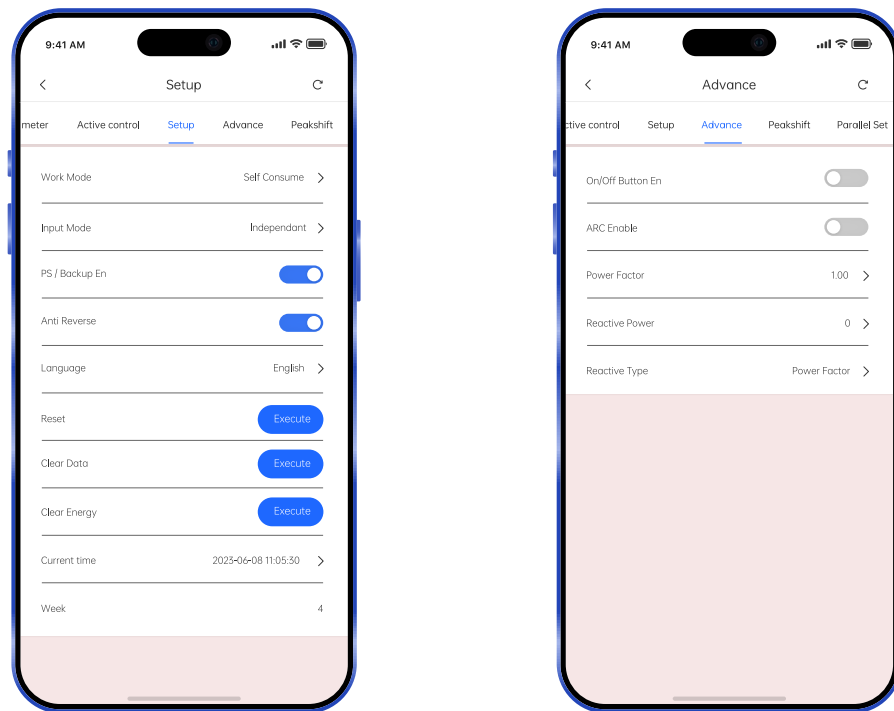 9:41 AM
Setup
meter Active control Setup Advance Peakshift
Work Mode Self Consume
Input Mode Independant
PS / Backup En
Anti Reverse
Language English
Reset Execute
Clear Data Execute
Clear Energy Execute
Current time 2023-06-08 11:05:30
Week 4
9:41 AM
Advance
ctive control Setup Advance Peakshift Parallel Set
On/Off Button En
ARC Enable
Power Factor 1.00
Reactive Power 0
Reactive Type Power Factor